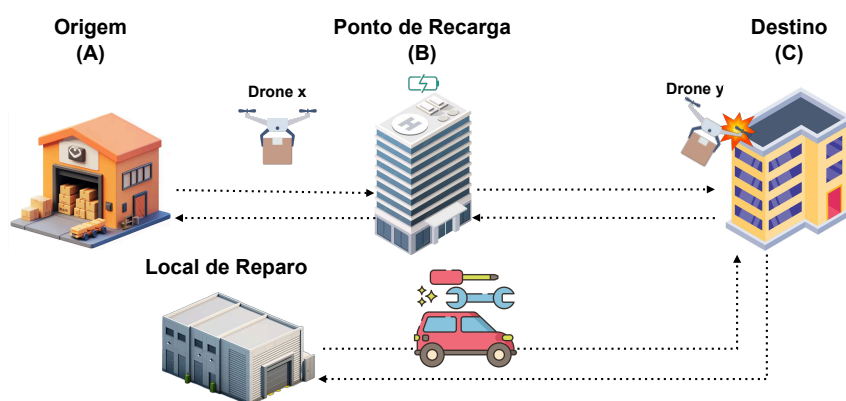 Origem
(A)
Ponto de Recarga
(B)
Destino
(C)
Drone x
Drone y
H
Local de Reparo